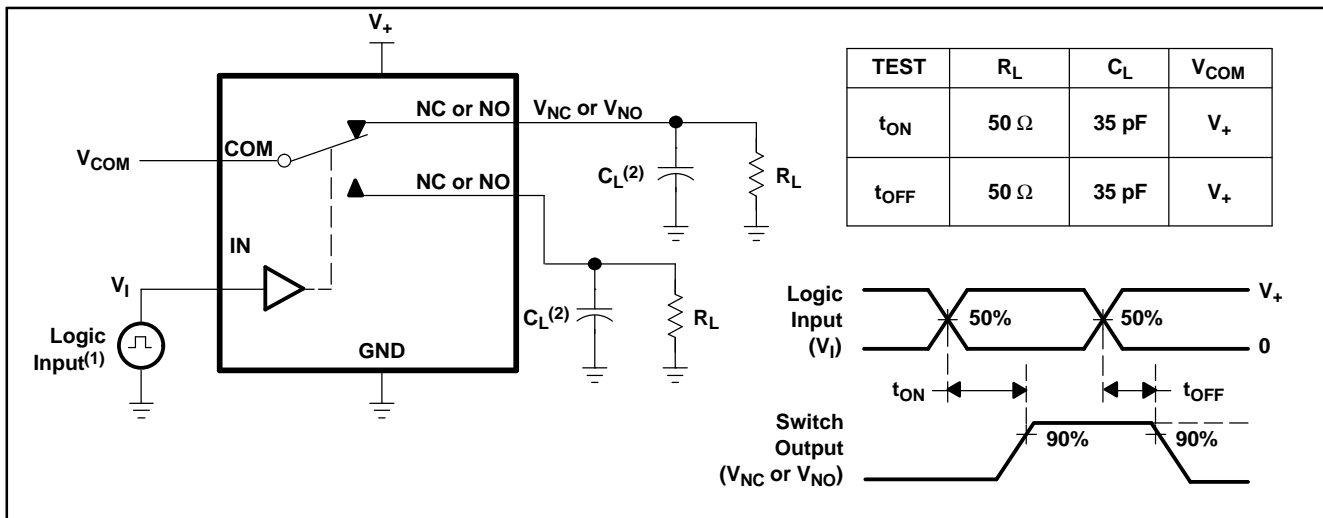 V+
NC or NO
VNC or VNO
COM
VCOM
CL(2)
RL
NC or NO
IN
VI
CL(2)
RL
Logic
Input(1)
GND
TEST RL CL VCOM
tON 50 Ω 35 pF V+
tOFF 50 Ω 35 pF V+
Logic
Input
(VI)
50%
50%
V+
0
tON
tOFF
Switch
Output
(VNC or VNO)
90%
90%